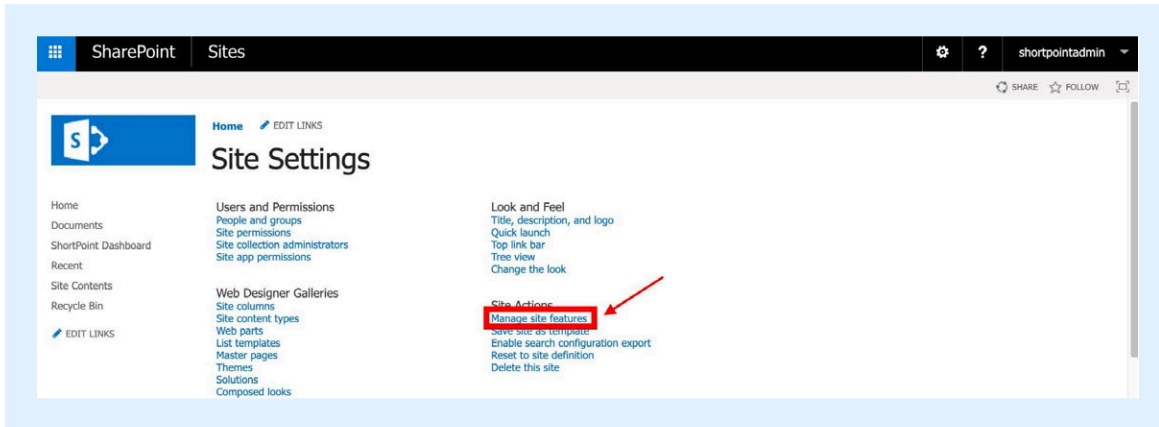 SharePoint Sites ? shortpointadmin
SHARE FOLLOW
S
Home EDIT LINKS
Site Settings
Home
Documents
ShortPoint Dashboard
Recent
Site Contents
Recycle Bin
EDIT LINKS
Users and Permissions
People and groups
Site permissions
Site collection administrators
Site app permissions
Web Designer Galleries
Site columns
Site content types
Web parts
List templates
Master pages
Themes
Solutions
Composed looks
Look and Feel
Title, description, and logo
Quick launch
Top link bar
Tree view
Change the look
Site Actions
Manage site features
Save site as template
Enable search configuration export
Reset to site definition
Delete this site